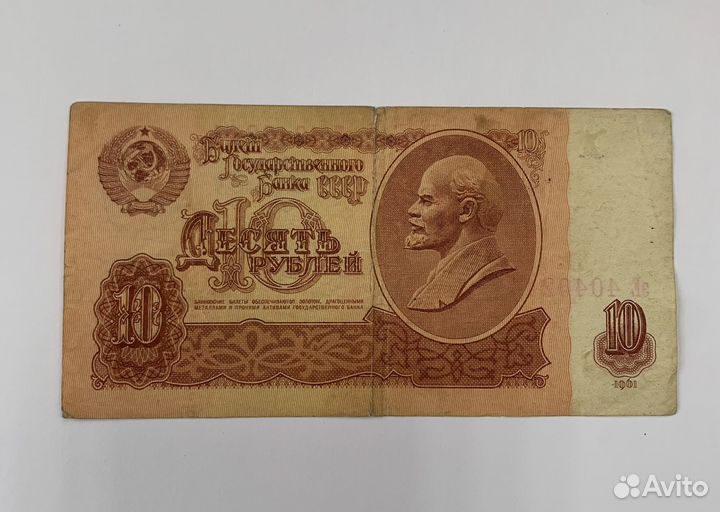 Билет
Государственного
Банка СССР
10
10
Десять
рублей
Банковские билеты обеспечиваются золотом, драгоценными
металлами и прочими активами Государственного банка
10
10
1961
Avito